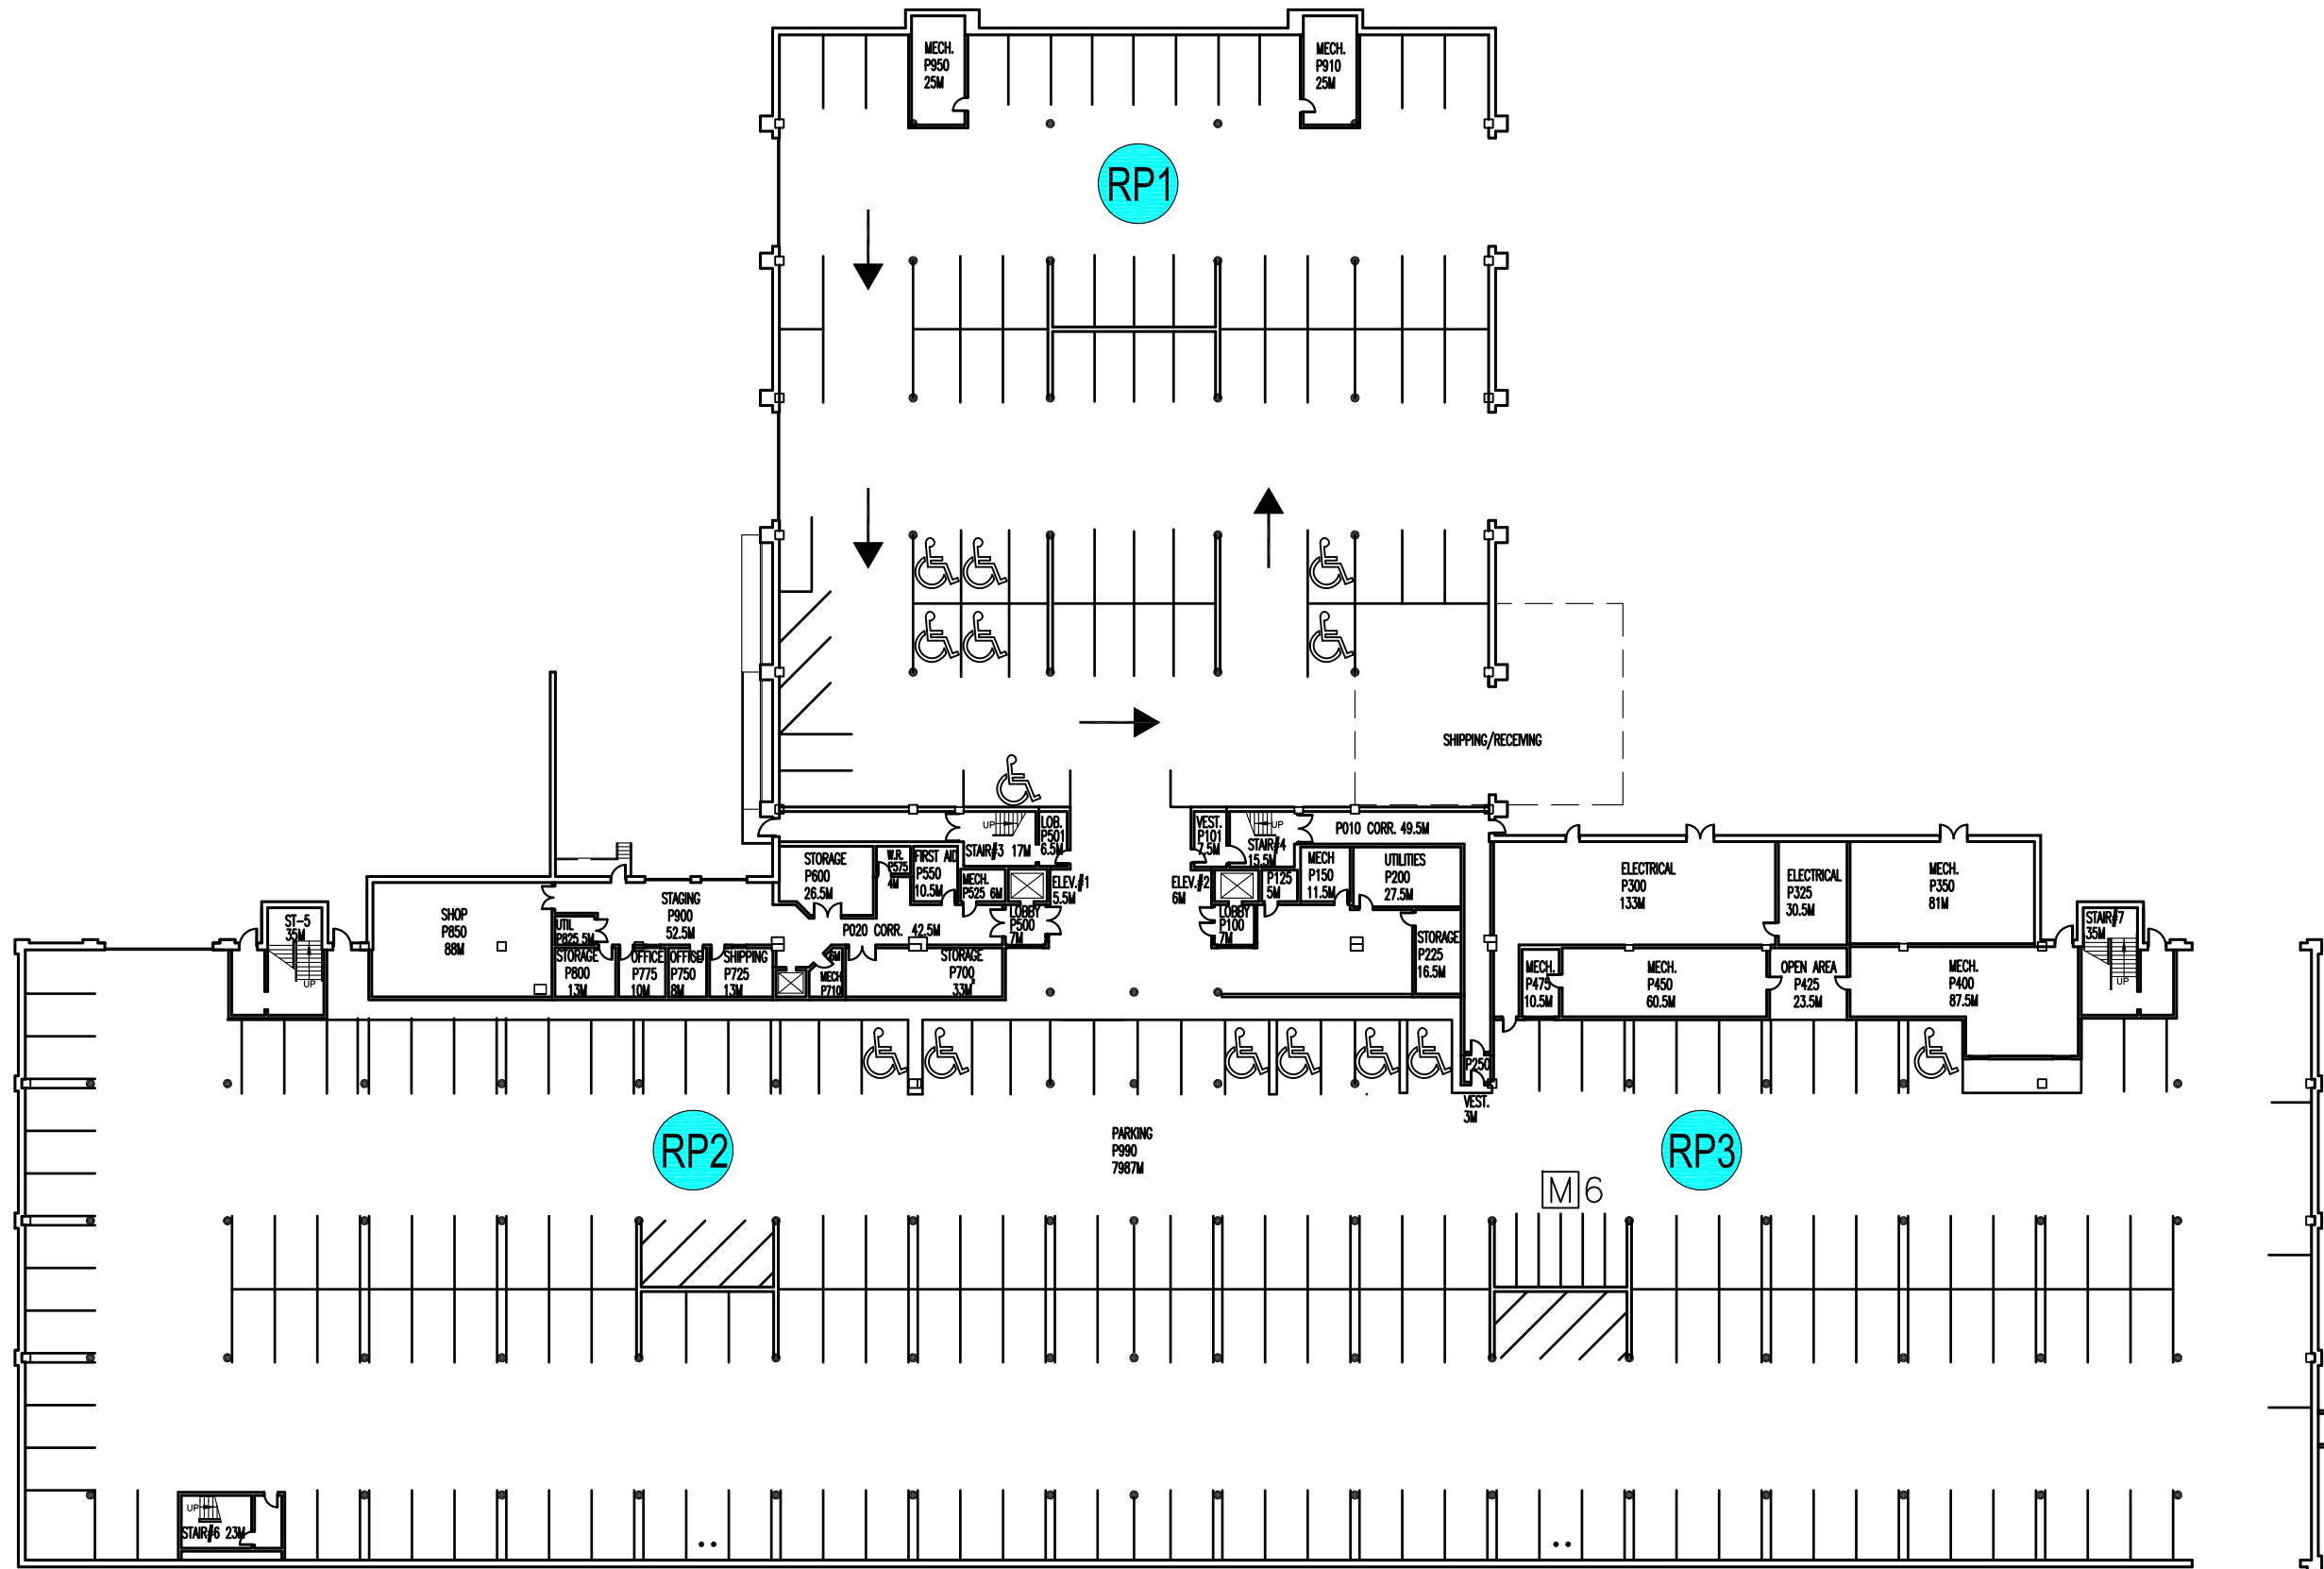 MECH.
P950
25M
MECH.
P910
25M
RP1
SHIPPING/RECEIVING
LOB.
P501
6.5M
UP
STAIR#3 17M
VEST.
P101
7.5M
UP
STAIR#4
15.5M
P010 CORR. 49.5M
STORAGE
P600
26.5M
W.R.
P575
4M
FIRST AID
P550
10.5M
MECH.
P525 6M
ELEV.#1
5.5M
ELEV.#2
6M
P125
5M
MECH
P150
11.5M
UTILITIES
P200
27.5M
ELECTRICAL
P300
133M
ELECTRICAL
P325
30.5M
MECH.
P350
81M
SHOP
P850
88M
STAGING
P900
52.5M
UTIL
P825 5M
LOBBY
P500
7M
LOBBY
P100
7M
P020 CORR. 42.5M
ST-5
35M
UP
STAIR#7
35M
UP
STORAGE
P800
13M
OFFICE
P775
10M
OFFICE
P750
8M
SHIPPING
P725
13M
6M
MECH
P710
STORAGE
P700
33M
STORAGE
P225
16.5M
MECH.
P475
10.5M
MECH.
P450
60.5M
OPEN AREA
P425
23.5M
MECH.
P400
87.5M
P250
VEST.
3M
RP2
PARKING
P990
7987M
RP3
M 6
UP
STAIR#6 23M